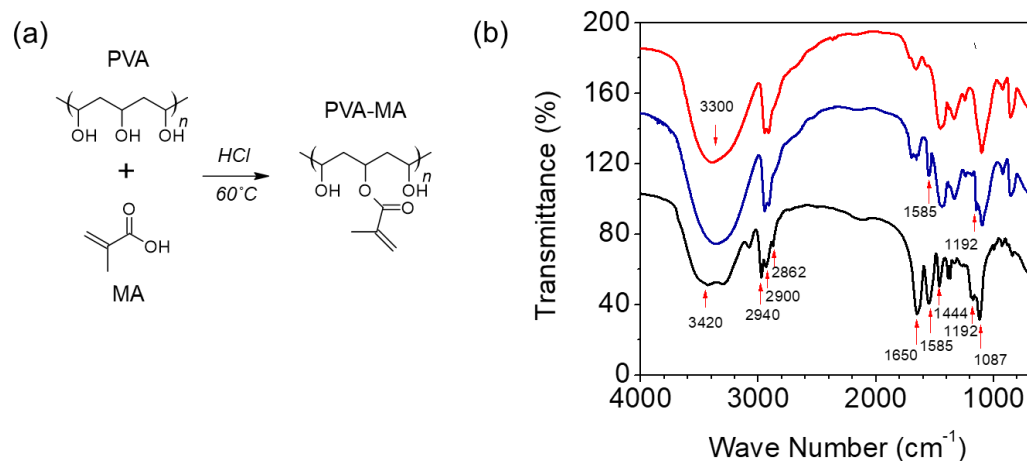 (a)
PVA
OH
OH
OH
n
+
OH
O
MA
HCl
60˚C
PVA-MA
OH
O
OH
n
O
(b)
Transmittance (%)
200
160
120
80
40
0
3300
1585
1192
2862
2900
2940
3420
1444
1192
1650
1585
1087
4000
3000
2000
1000
Wave Number (cm⁻¹)